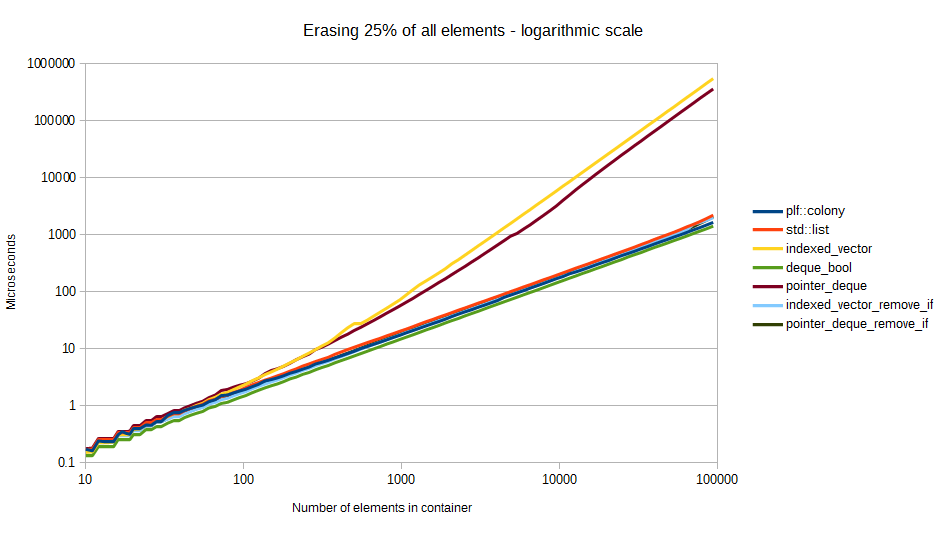 Erasing 25% of all elements - logarithmic scale
1000000
100000
10000
1000
100
10
1
0.1
10
100
1000
10000
100000
Microseconds
Number of elements in container
plf::colony
std::list
indexed_vector
deque_bool
pointer_deque
indexed_vector_remove_if
pointer_deque_remove_if